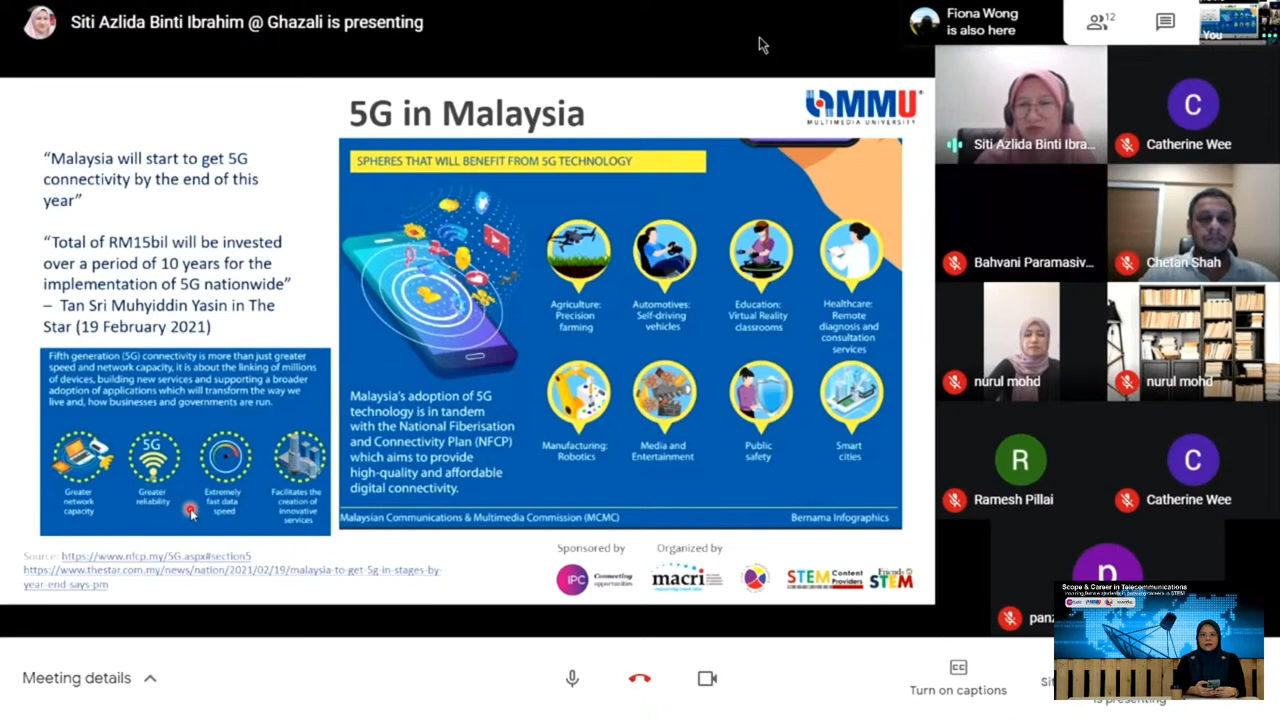 Siti Azlida Binti Ibrahim @ Ghazali is presenting
Fiona Wong
is also here
12
You
5G in Malaysia
MMU
MULTIMEDIA UNIVERSITY
“Malaysia will start to get 5G
connectivity by the end of this
year”
“Total of RM15bil will be invested
over a period of 10 years for the
implementation of 5G nationwide”
– Tan Sri Muhyiddin Yasin in The
Star (19 February 2021)
Fifth generation (5G) connectivity is more than just greater
speed and network capacity, it is about the linking of millions
of devices, building new services and supporting a broader
adoption of applications which will transform the way we
live and, how businesses and governments are run.
5G
Greater
network
capacity
Greater
reliability
Extremely
fast data
speed
Facilitates the
creation of
innovative
services
SPHERES THAT WILL BENEFIT FROM 5G TECHNOLOGY
Agriculture:
Precision
farming
Automotives:
Self-driving
vehicles
Education:
Virtual Reality
classrooms
Healthcare:
Remote
diagnosis and
consultation
services
Malaysia's adoption of 5G
technology is in tandem
with the National Fiberisation
and Connectivity Plan (NFCP)
which aims to provide
high-quality and affordable
digital connectivity.
Manufacturing:
Robotics
Media and
Entertainment
Public
safety
Smart
cities
Malaysian Communications & Multimedia Commission (MCMC)
Bernama Infographics
Source: https://www.nfcp.my/5G.aspx#section5
https://www.thestar.com.my/news/nation/2021/02/19/malaysia-to-get-5g-in-stages-by-
year-end-says-pm
Sponsored by
Organized by
IPC
Connecting
opportunities
macri
STEM Content
Providers
Friends
STEM
Siti Azlida Binti Ibra...
C
Catherine Wee
Bahvani Paramasiv...
Chetan Shah
nurul mohd
nurul mohd
R
Ramesh Pillai
C
Catherine Wee
p
Scope & Career in Telecommunications
Meeting details
CC
Turn on captions
is presenting